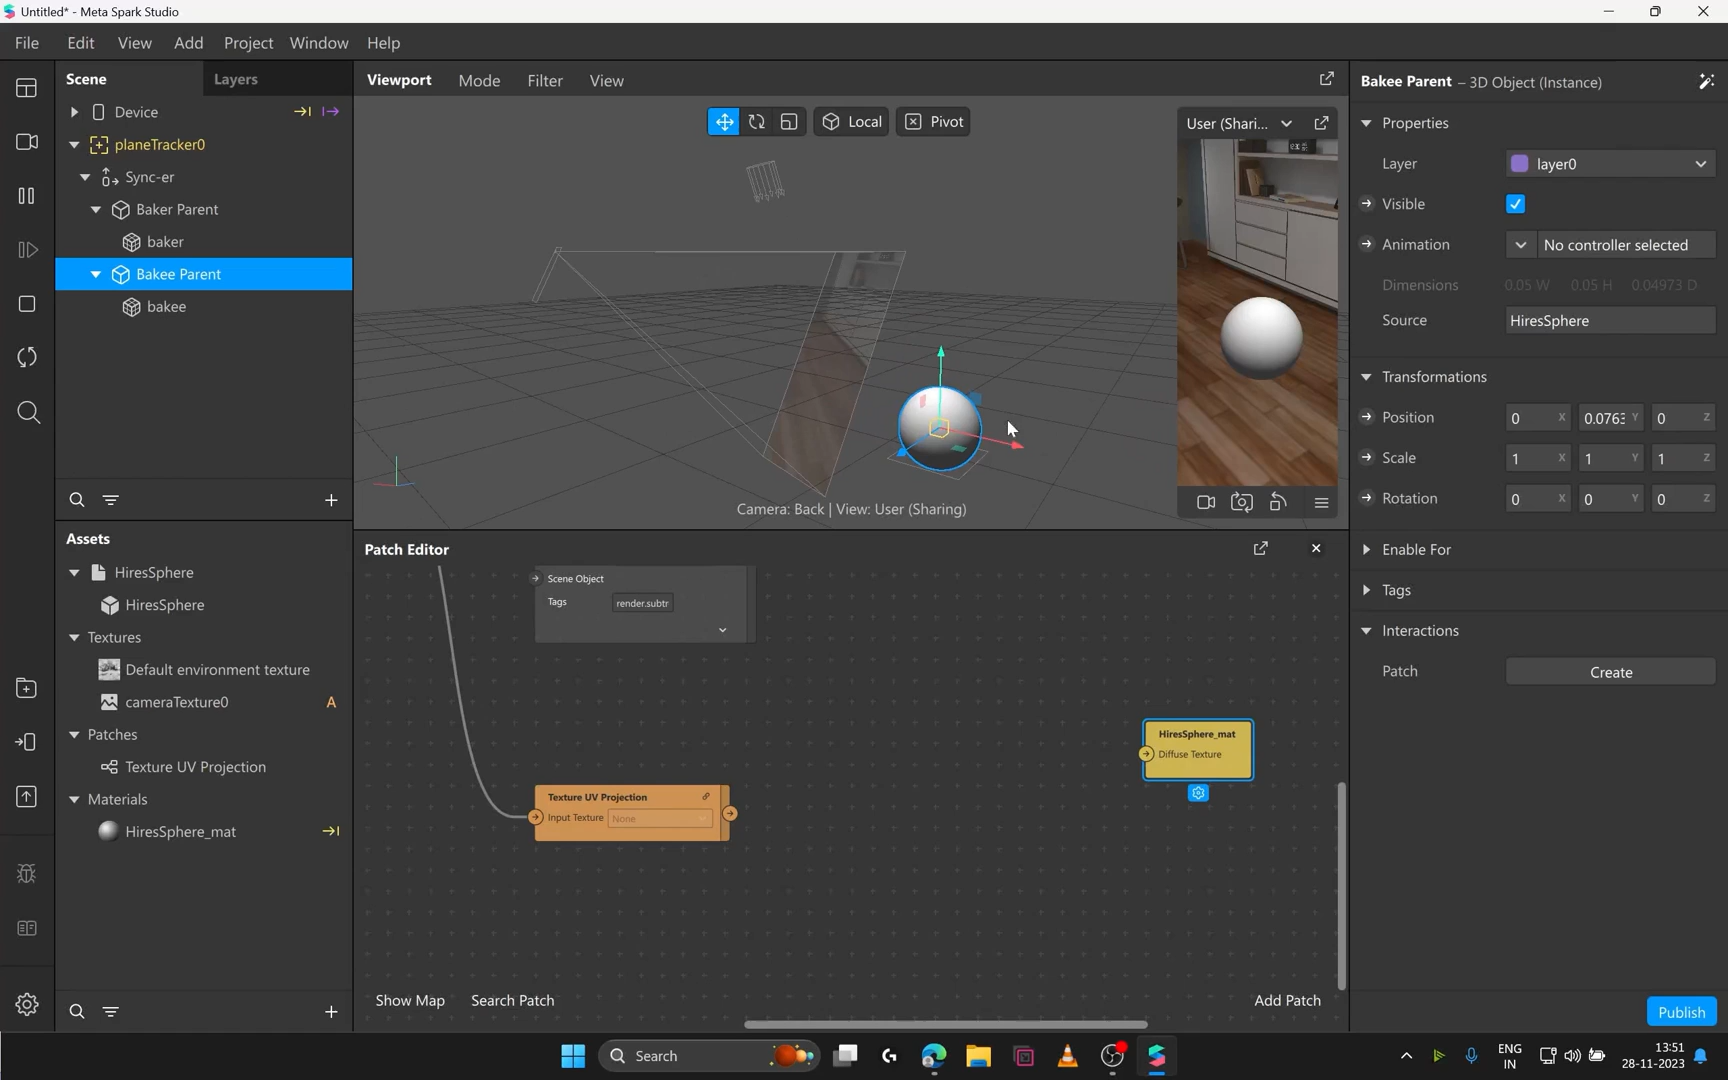 Untitled* - Meta Spark Studio
File Edit View Add Project Window Help
Scene
Layers
Device
planeTracker0
Sync-er
Baker Parent
baker
Bakee Parent
bakee
Assets
HiresSphere
HiresSphere
Textures
Default environment texture
cameraTexture0 A
Patches
Texture UV Projection
Materials
HiresSphere_mat
Viewport Mode Filter View
Local
Pivot
User (Shari...
Camera: Back | View: User (Sharing)
Patch Editor
Scene Object
Tags render.subtr
Texture UV Projection
Input Texture None
HiresSphere_mat
Diffuse Texture
Show Map Search Patch
Add Patch
Bakee Parent – 3D Object (Instance)
Properties
Layer layer0
Visible
Animation No controller selected
Dimensions 0.05 W 0.05 H 0.04973 D
Source HiresSphere
Transformations
Position 0 X 0.076 Y 0 Z
Scale 1 X 1 Y 1 Z
Rotation 0 X 0 Y 0 Z
Enable For
Tags
Interactions
Patch Create
Publish
Search
ENG
IN
13:51
28-11-2023